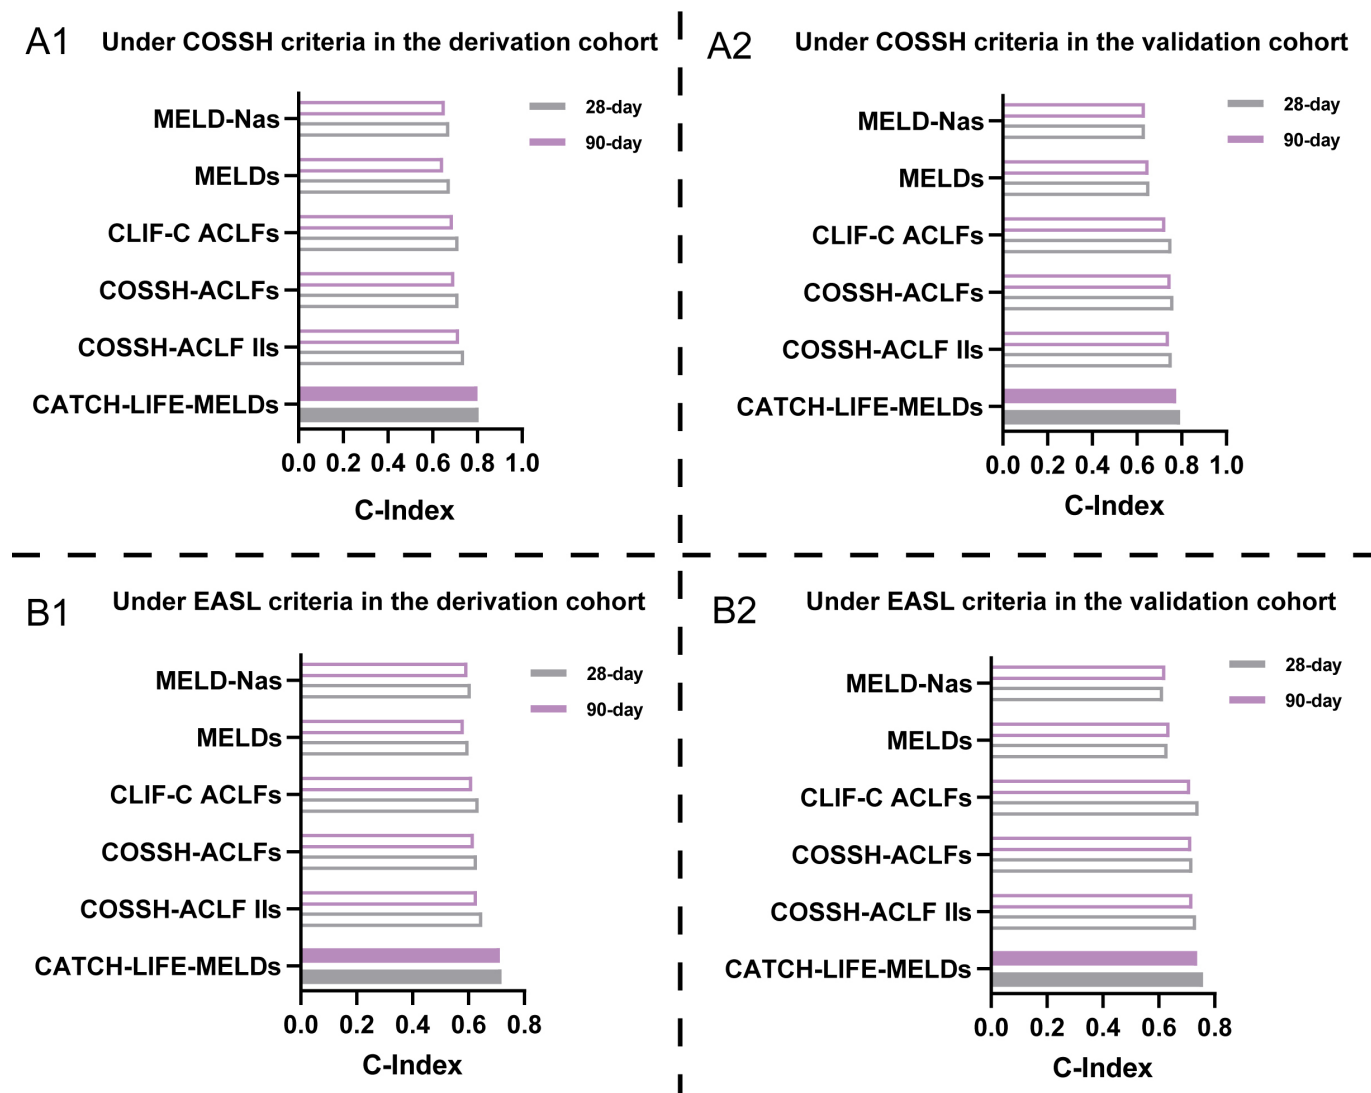 A1
Under COSSH criteria in the derivation cohort
28-day
90-day
MELD-Nas
MELDs
CLIF-C ACLFs
COSSH-ACLFs
COSSH-ACLF IIs
CATCH-LIFE-MELDs
0.0 0.2 0.4 0.6 0.8 1.0
C-Index
A2
Under COSSH criteria in the validation cohort
28-day
90-day
MELD-Nas
MELDs
CLIF-C ACLFs
COSSH-ACLFs
COSSH-ACLF IIs
CATCH-LIFE-MELDs
0.0 0.2 0.4 0.6 0.8 1.0
C-Index
B1
Under EASL criteria in the derivation cohort
28-day
90-day
MELD-Nas
MELDs
CLIF-C ACLFs
COSSH-ACLFs
COSSH-ACLF IIs
CATCH-LIFE-MELDs
0.0 0.2 0.4 0.6 0.8
C-Index
B2
Under EASL criteria in the validation cohort
28-day
90-day
MELD-Nas
MELDs
CLIF-C ACLFs
COSSH-ACLFs
COSSH-ACLF IIs
CATCH-LIFE-MELDs
0.0 0.2 0.4 0.6 0.8
C-Index